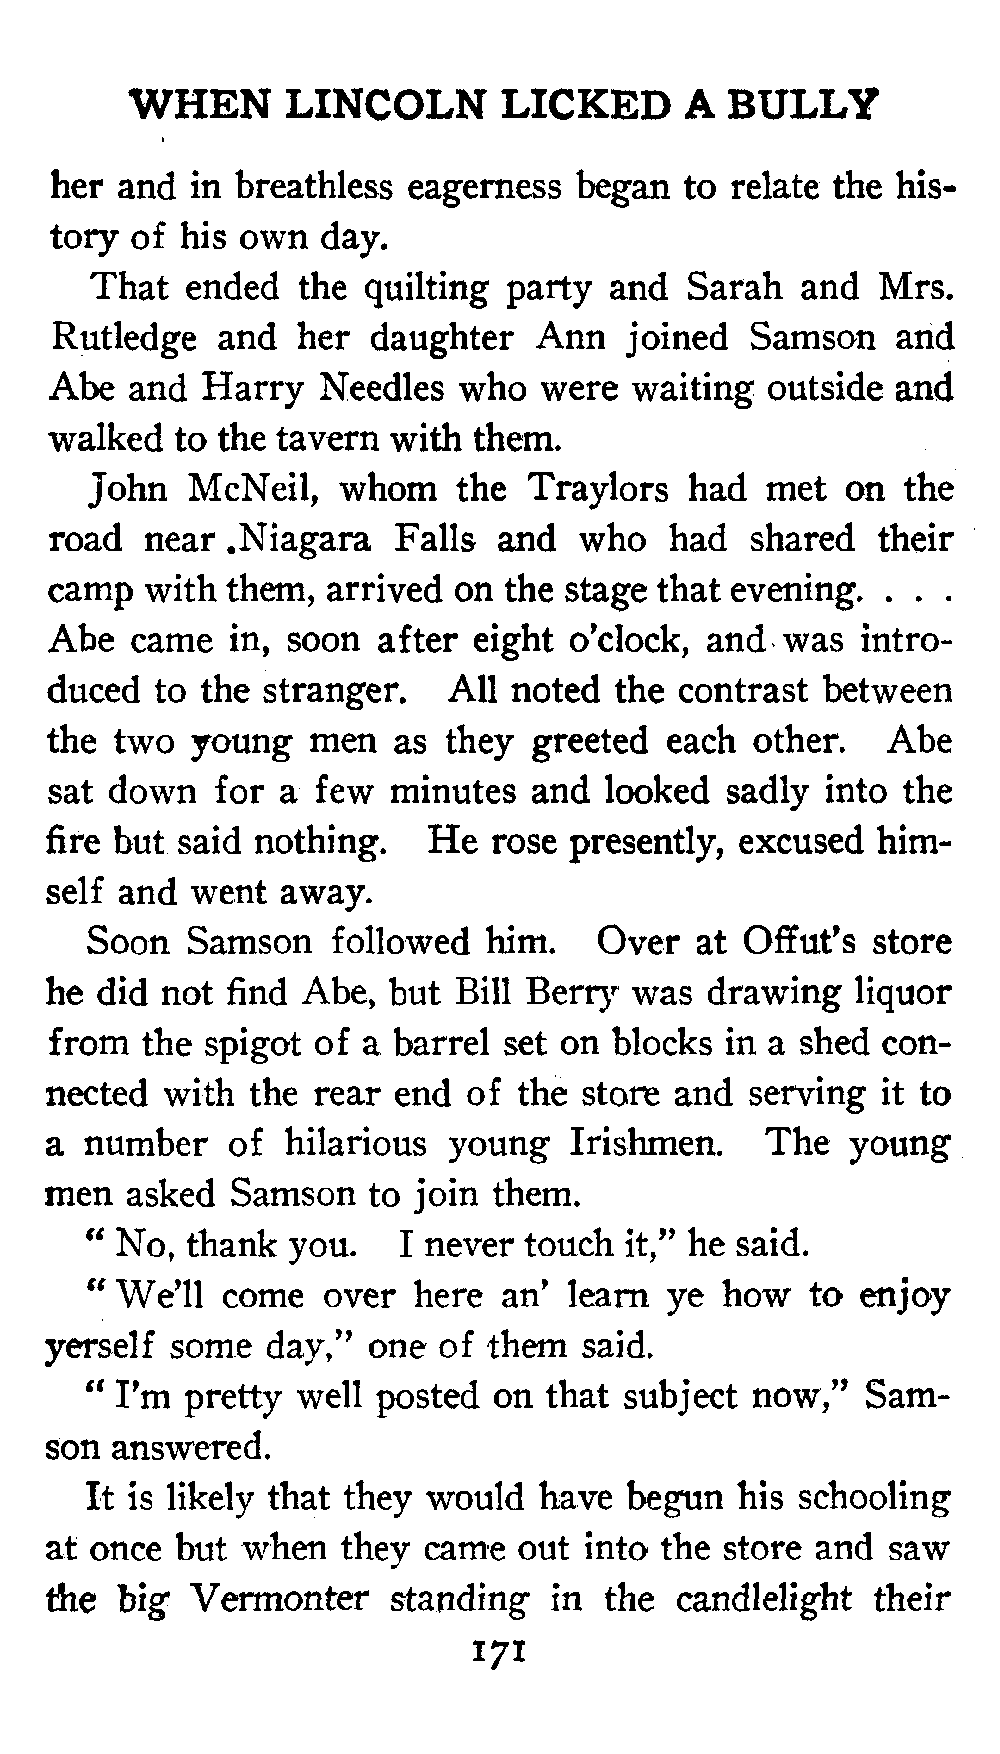 WHEN LINCOLN LICKED A BULLY
her and in breathless eagerness began to relate the his-
tory of his own day.
That ended the quilting party and Sarah and Mrs.
Rutledge and her daughter Ann joined Samson and
Abe and Harry Needles who were waiting outside and
walked to the tavern with them.
John McNeil, whom the Traylors had met on the
road near .Niagara Falls and who had shared their
camp with them, arrived on the stage that evening. . . .
Abe came in, soon after eight o'clock, and was intro-
duced to the stranger. All noted the contrast between
the two young men as they greeted each other. Abe
sat down for a few minutes and looked sadly into the
fire but said nothing. He rose presently, excused him-
self and went away.
Soon Samson followed him. Over at Offut's store
he did not find Abe, but Bill Berry was drawing liquor
from the spigot of a barrel set on blocks in a shed con-
nected with the rear end of the store and serving it to
a number of hilarious young Irishmen. The young
men asked Samson to join them.
" No, thank you. I never touch it," he said.
" We'll come over here an' learn ye how to enjoy
yerself some day," one of them said.
" I'm pretty well posted on that subject now," Sam-
son answered.
It is likely that they would have begun his schooling
at once but when they came out into the store and saw
the big Vermonter standing in the candlelight their
171